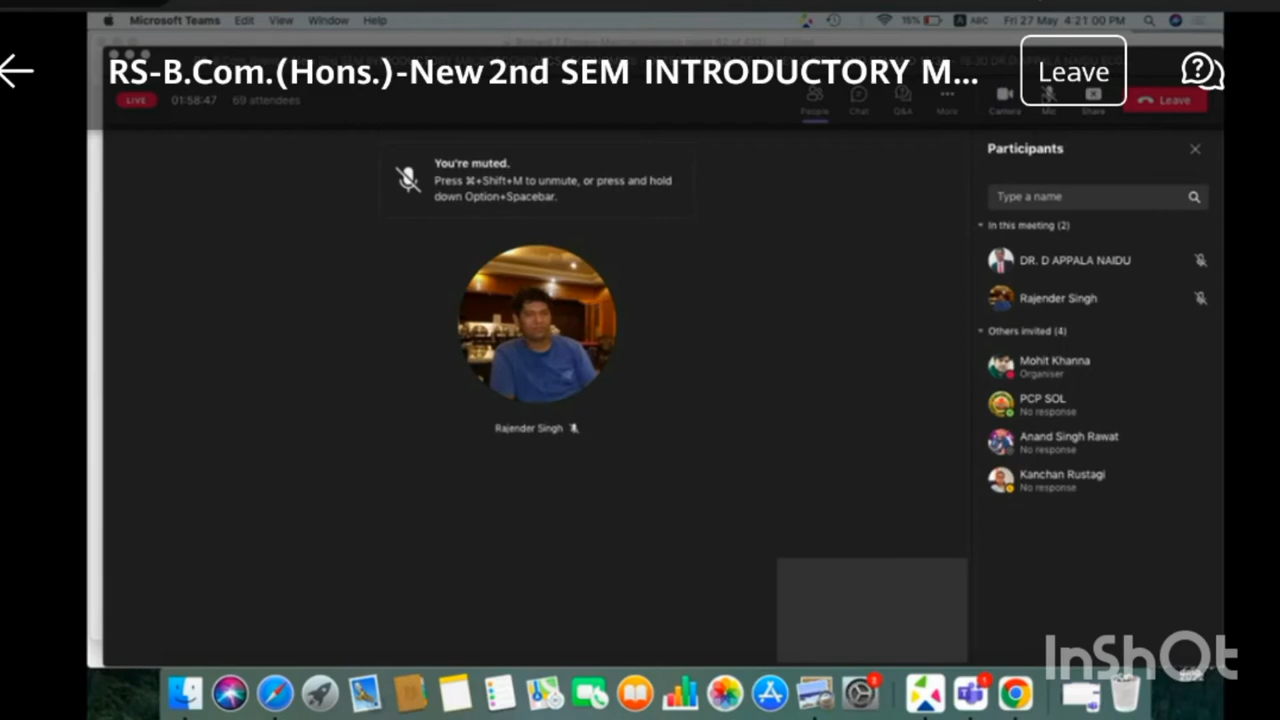 Microsoft Teams Edit View Window Help 15% A ABC Fri 27 May 4:21:00 PM
RS-B.Com.(Hons.)-New 2nd SEM INTRODUCTORY M... Leave
LIVE 01:58:47 69 attendees People Chat Q&A More Camera Mic Share Leave
You're muted.
Press ⌘+Shift+M to unmute, or press and hold
down Option+Spacebar.
Rajender Singh
Participants
Type a name
In this meeting (2)
DR. D APPALA NAIDU
Rajender Singh
Others invited (4)
Mohit Khanna
Organiser
PCP SOL
No response
Anand Singh Rawat
No response
Kanchan Rustagi
No response
InShOt